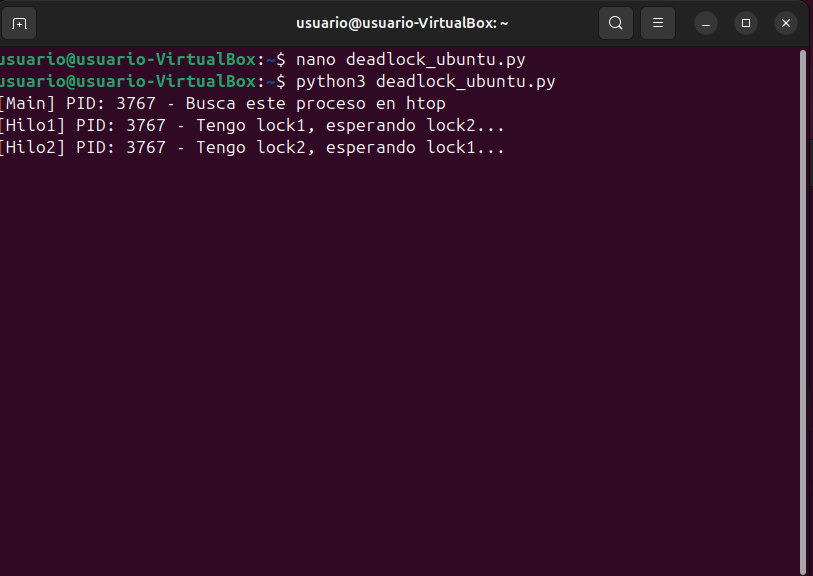 usuario@usuario-VirtualBox: ~
usuario@usuario-VirtualBox:~$ nano deadlock_ubuntu.py
usuario@usuario-VirtualBox:~$ python3 deadlock_ubuntu.py
[Main] PID: 3767 - Busca este proceso en htop
[Hilo1] PID: 3767 - Tengo lock1, esperando lock2...
[Hilo2] PID: 3767 - Tengo lock2, esperando lock1...